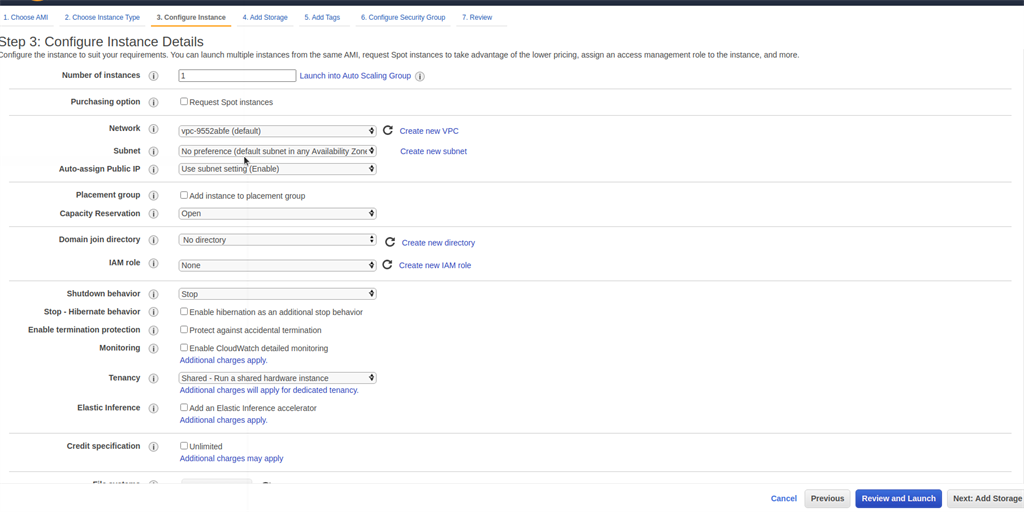 1. Choose AMI 2. Choose Instance Type 3. Configure Instance 4. Add Storage 5. Add Tags 6. Configure Security Group 7. Review
Step 3: Configure Instance Details
Configure the instance to suit your requirements. You can launch multiple instances from the same AMI, request Spot instances to take advantage of the lower pricing, assign an access management role to the instance, and more.
Number of instances 1 Launch into Auto Scaling Group
Purchasing option Request Spot instances
Network vpc-9552abfe (default) Create new VPC
Subnet No preference (default subnet in any Availability Zone Create new subnet
Auto-assign Public IP Use subnet setting (Enable)
Placement group Add instance to placement group
Capacity Reservation Open
Domain join directory No directory Create new directory
IAM role None Create new IAM role
Shutdown behavior Stop
Stop - Hibernate behavior Enable hibernation as an additional stop behavior
Enable termination protection Protect against accidental termination
Monitoring Enable CloudWatch detailed monitoring
Additional charges apply.
Tenancy Shared - Run a shared hardware instance
Additional charges will apply for dedicated tenancy.
Elastic Inference Add an Elastic Inference accelerator
Additional charges apply.
Credit specification Unlimited
Additional charges may apply
Cancel Previous Review and Launch Next: Add Storage